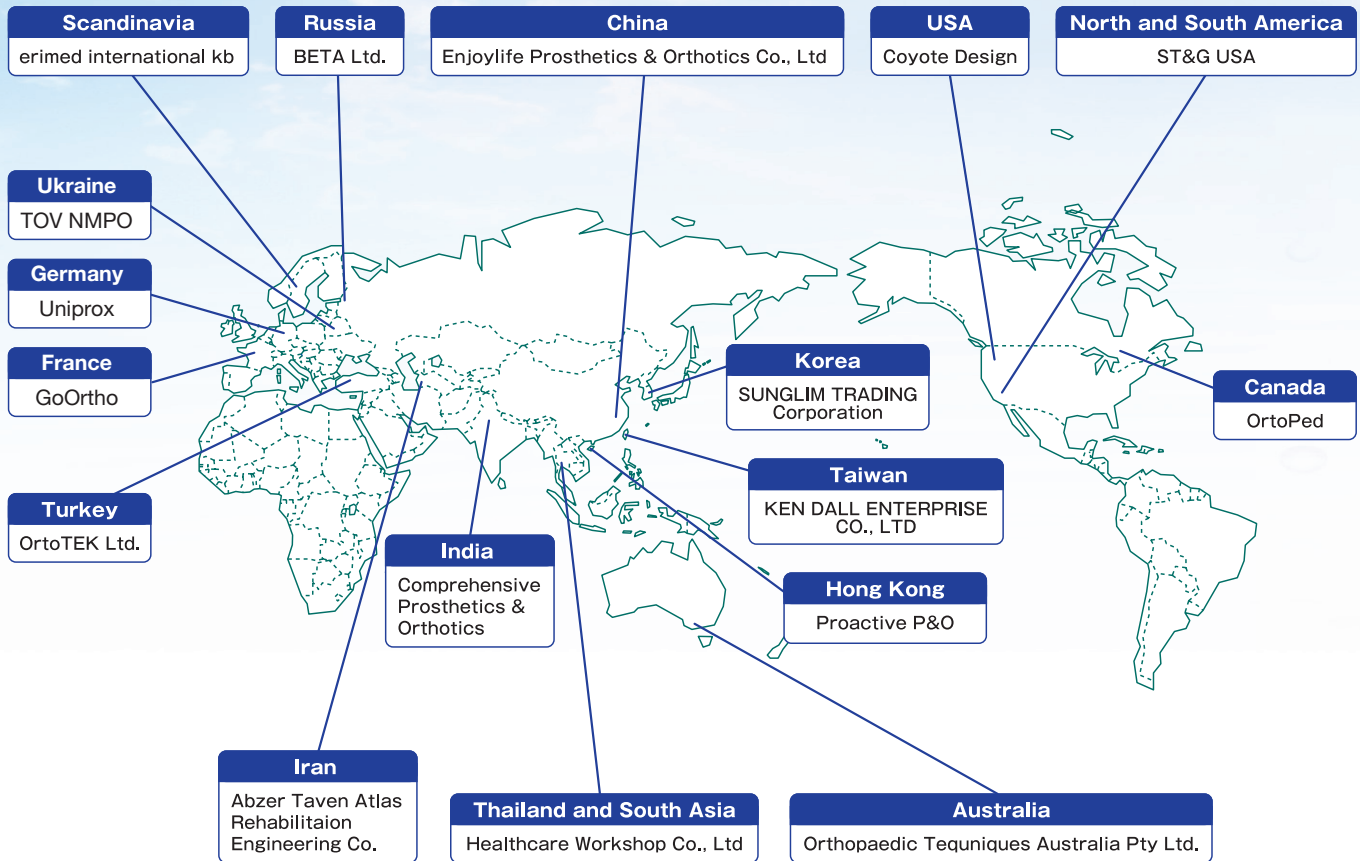 Scandinavia
erimed international kb
Russia
BETA Ltd.
China
Enjoylife Prosthetics & Orthotics Co., Ltd
USA
Coyote Design
North and South America
ST&G USA
Ukraine
TOV NMPO
Germany
Uniprox
France
GoOrtho
Korea
SUNGLIM TRADING
Corporation
Canada
OrtoPed
Taiwan
KEN DALL ENTERPRISE
CO., LTD
Turkey
OrtoTEK Ltd.
India
Comprehensive
Prosthetics &
Orthotics
Hong Kong
Proactive P&O
Iran
Abzer Taven Atlas
Rehabilitaion
Engineering Co.
Thailand and South Asia
Healthcare Workshop Co., Ltd
Australia
Orthopaedic Tequniques Australia Pty Ltd.